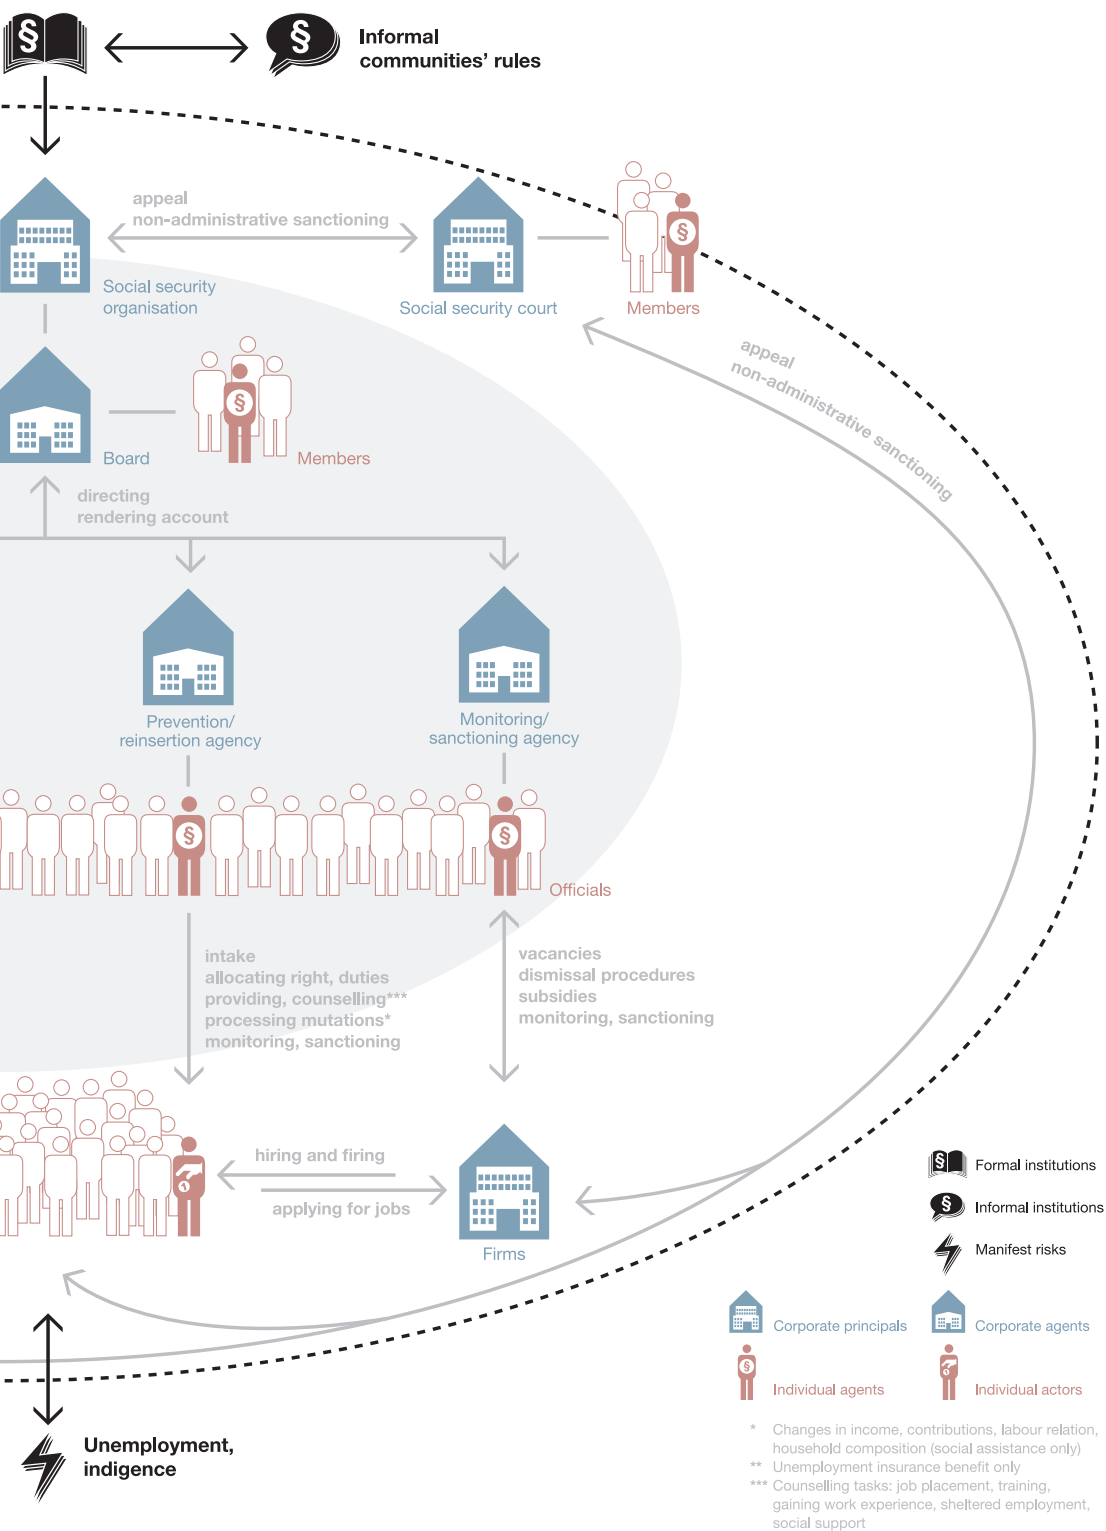 Informal
communities' rules
appeal
non-administrative sanctioning
Social security
organisation
Social security court
Members
appeal
non-administrative sanctioning
Board
Members
directing
rendering account
Prevention/
reinsertion agency
Monitoring/
sanctioning agency
Officials
intake
allocating right, duties
providing, counselling***
processing mutations*
monitoring, sanctioning
vacancies
dismissal procedures
subsidies
monitoring, sanctioning
hiring and firing
applying for jobs
Firms
Unemployment,
indigence
Formal institutions
Informal institutions
Manifest risks
Corporate principals
Corporate agents
Individual agents
Individual actors
* Changes in income, contributions, labour relation,
household composition (social assistance only)
** Unemployment insurance benefit only
*** Counselling tasks: job placement, training,
gaining work experience, sheltered employment,
social support